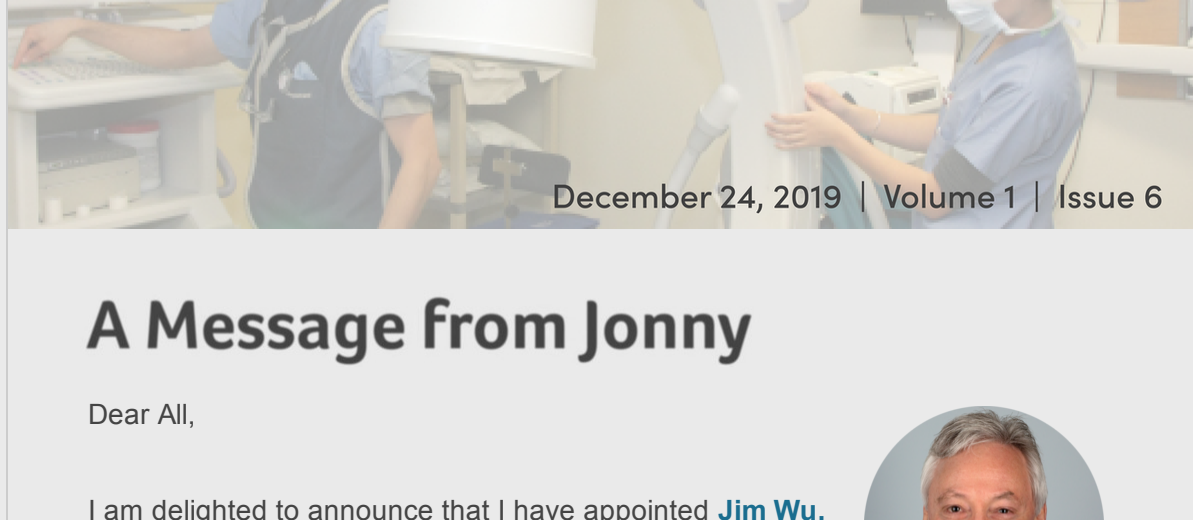 December 24, 2019 | Volume 1 | Issue 6
A Message from Jonny
Dear All,
I am delighted to announce that I have appointed Jim Wu,